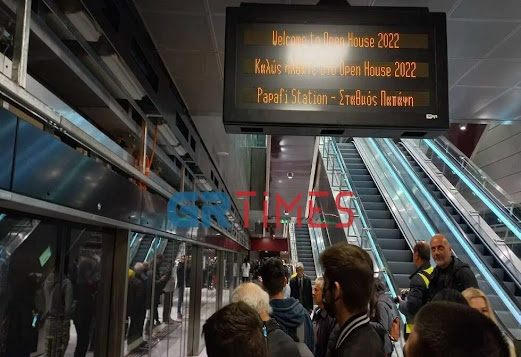 Welcome to Open House 2022
Καλώς ήλθατε στο Open House 2022
Papafi Station - Σταθμός Παπάφη
GRTIMES